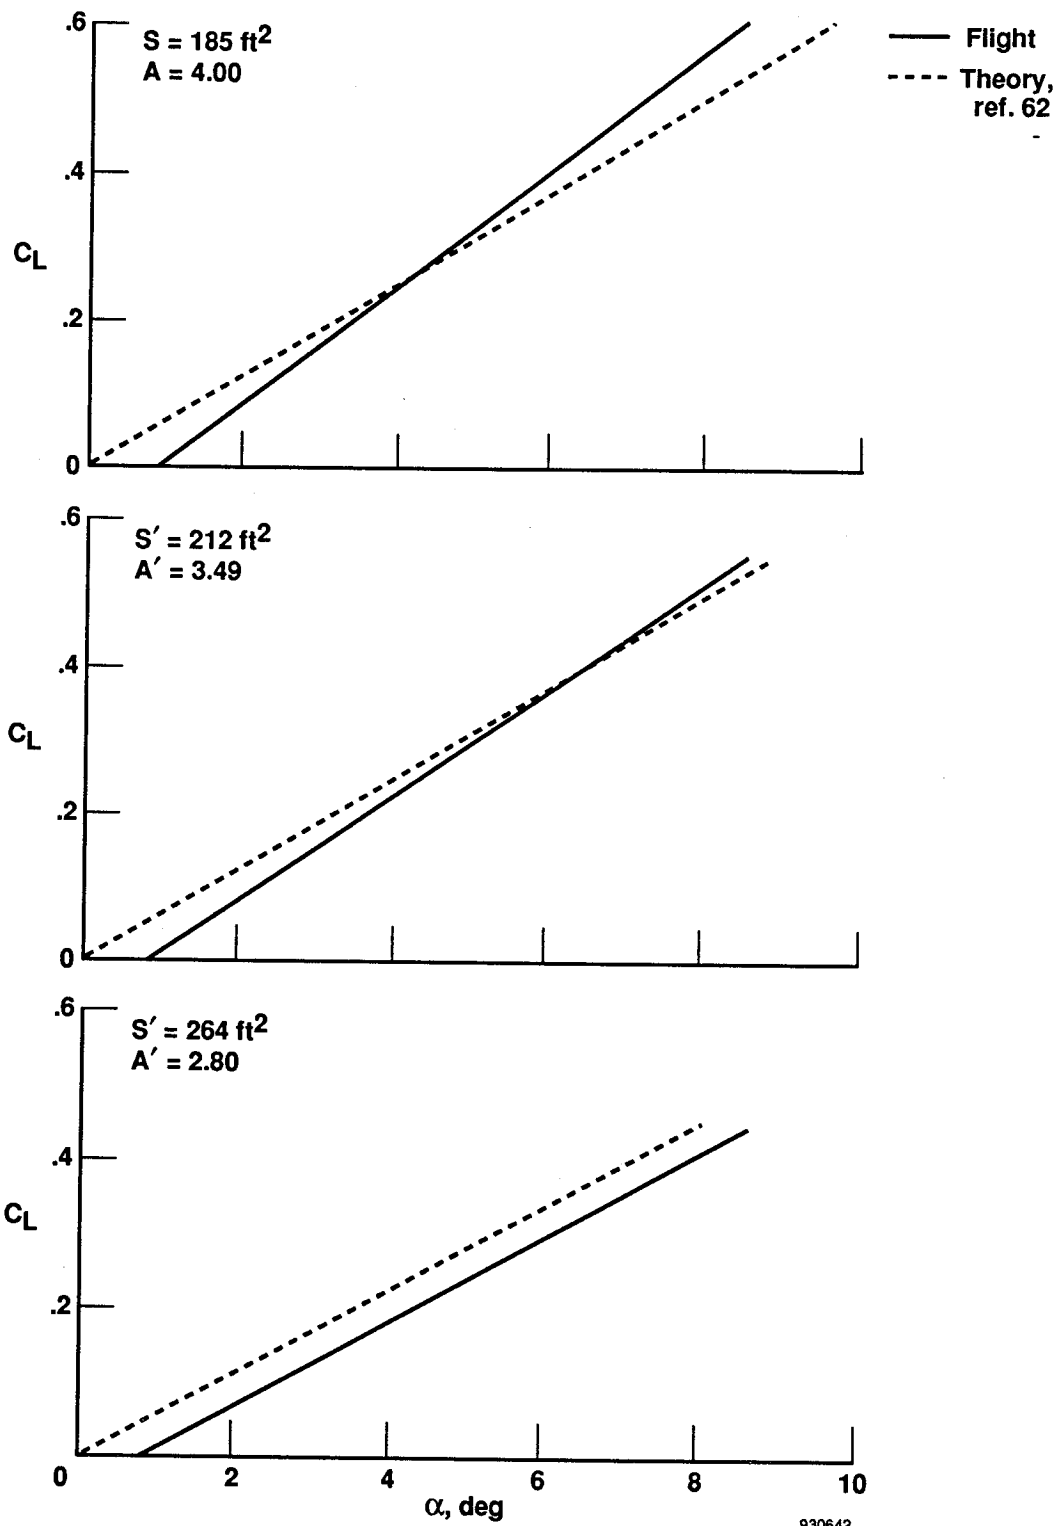 .6
S = 185 ft2
A = 4.00
Flight
Theory,
ref. 62
.4
CL
.2
0
.6
S′ = 212 ft2
A′ = 3.49
.4
CL
.2
0
.6
S′ = 264 ft2
A′ = 2.80
.4
CL
.2
0 2 4 6 8 10
α, deg
930642